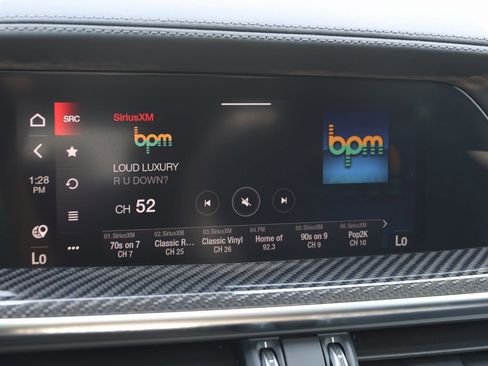 SRC
SiriusXM
bpm
bpm
LOUD LUXURY
R U DOWN?
1:28
PM
CH 52
01.SiriusXM
70s on 7
CH 7
02.SiriusXM
Classic R...
CH 25
03.SiriusXM
Classic Vinyl
CH 26
04.FM
Home of
92.3
05.SiriusXM
90s on 9
CH 9
06.SiriusXM
Pop2K
CH 10
Lo
Lo